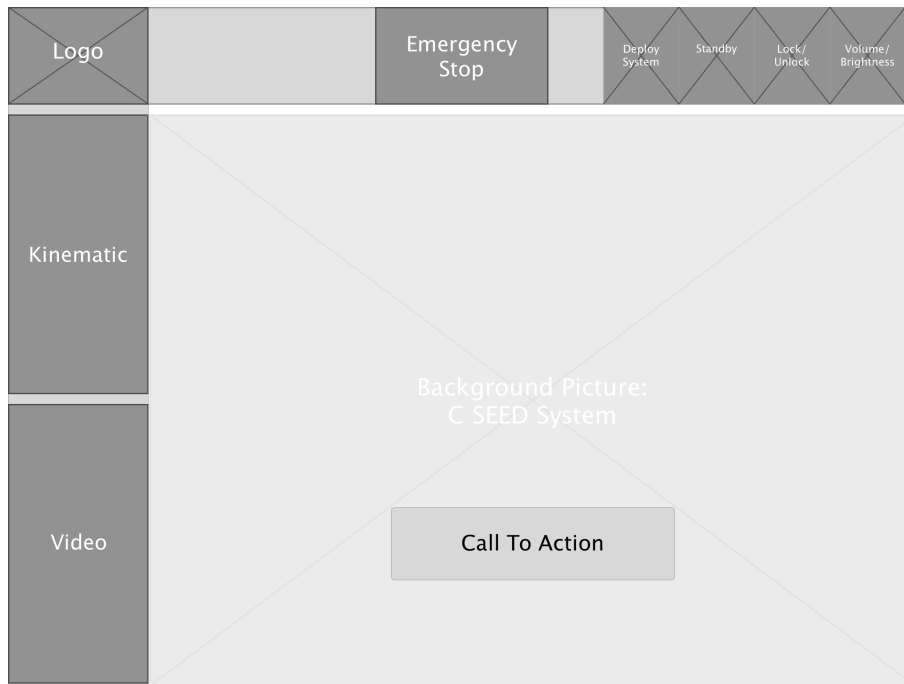 Logo
Emergency
Stop
Deploy
System
Standby
Lock/
Unlock
Volume/
Brightness
Kinematic
Background Picture:
C SEED System
Video
Call To Action